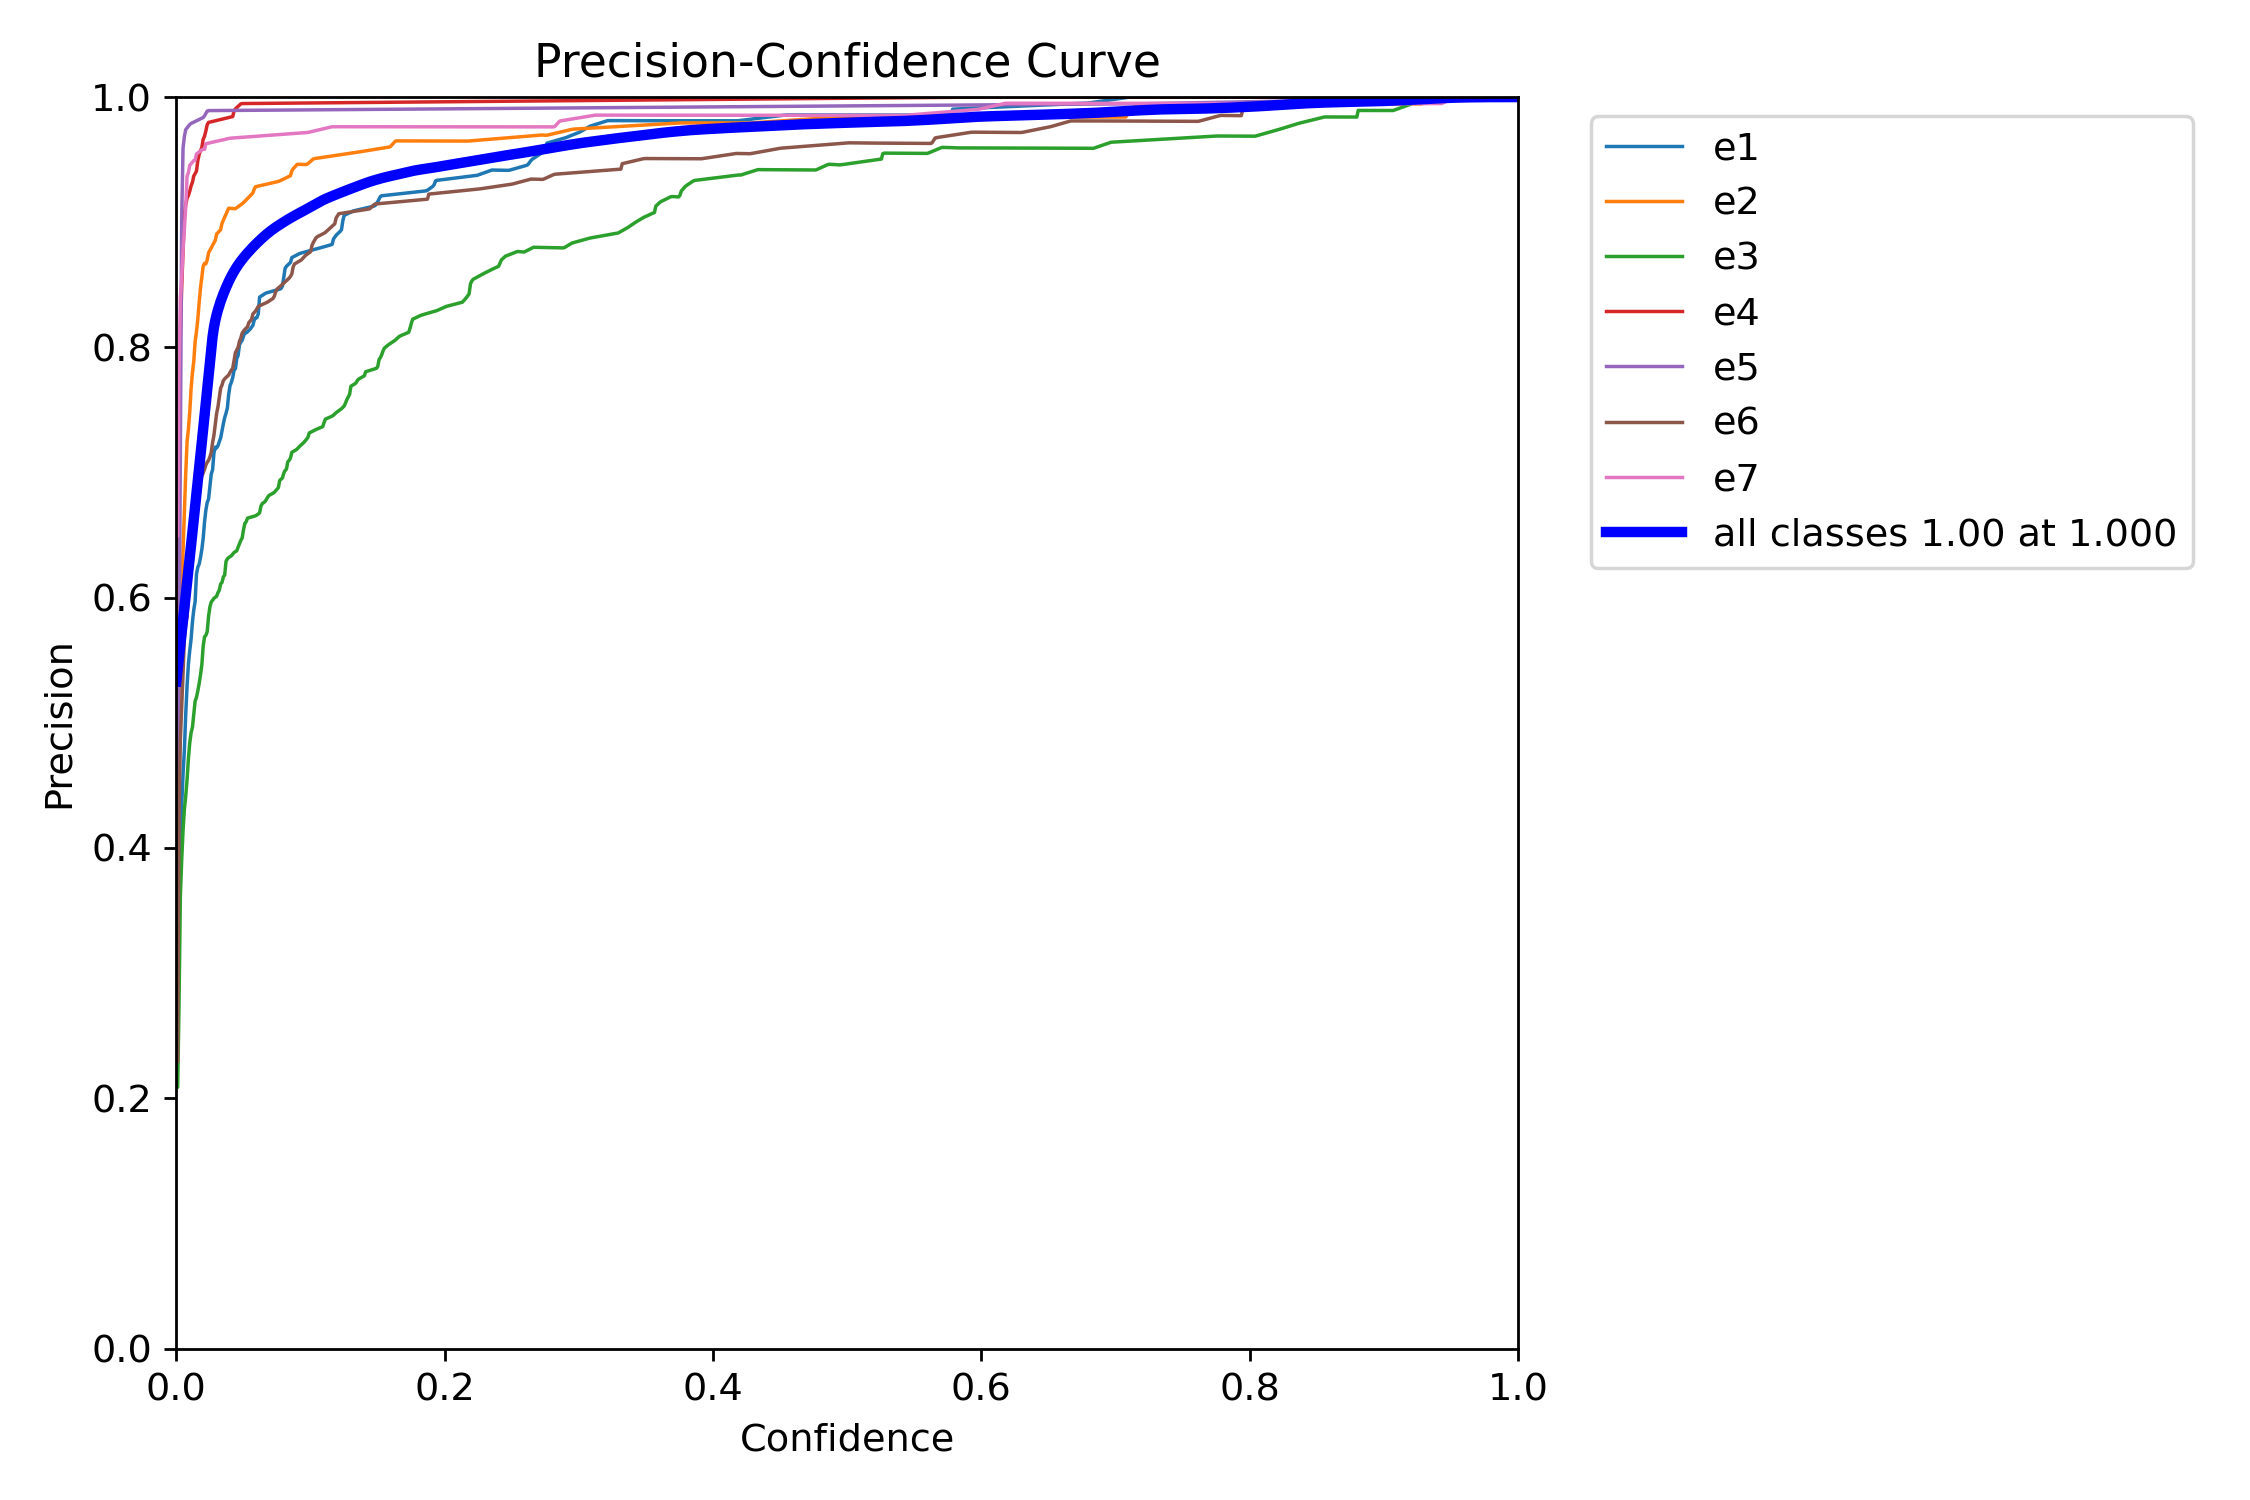 Precision-Confidence Curve
1.0
0.8
0.6
0.4
0.2
0.0
Precision
0.0 0.2 0.4 0.6 0.8 1.0
Confidence
e1
e2
e3
e4
e5
e6
e7
all classes 1.00 at 1.000